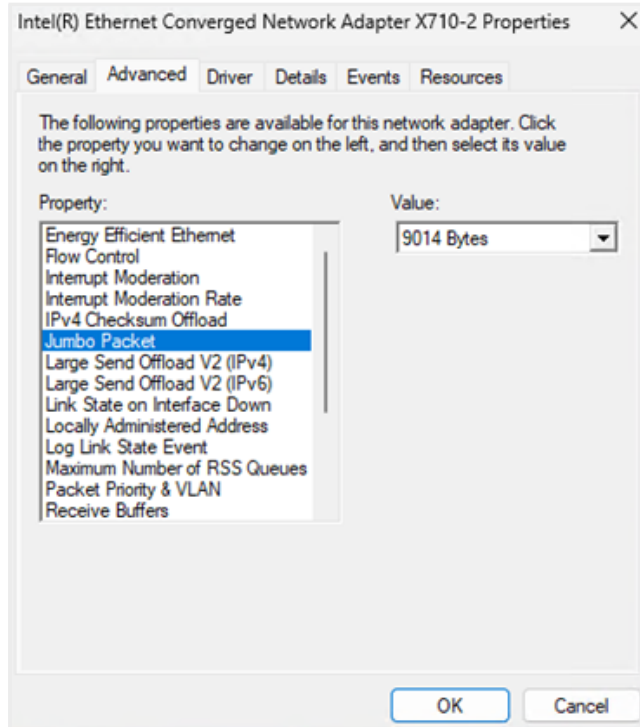 Intel(R) Ethernet Converged Network Adapter X710-2 Properties
General Advanced Driver Details Events Resources
The following properties are available for this network adapter. Click
the property you want to change on the left, and then select its value
on the right.
Property:
Value:
Energy Efficient Ethernet
Flow Control
Interrupt Moderation
Interrupt Moderation Rate
IPv4 Checksum Offload
Jumbo Packet
Large Send Offload V2 (IPv4)
Large Send Offload V2 (IPv6)
Link State on Interface Down
Locally Administered Address
Log Link State Event
Maximum Number of RSS Queues
Packet Priority & VLAN
Receive Buffers
9014 Bytes
OK
Cancel